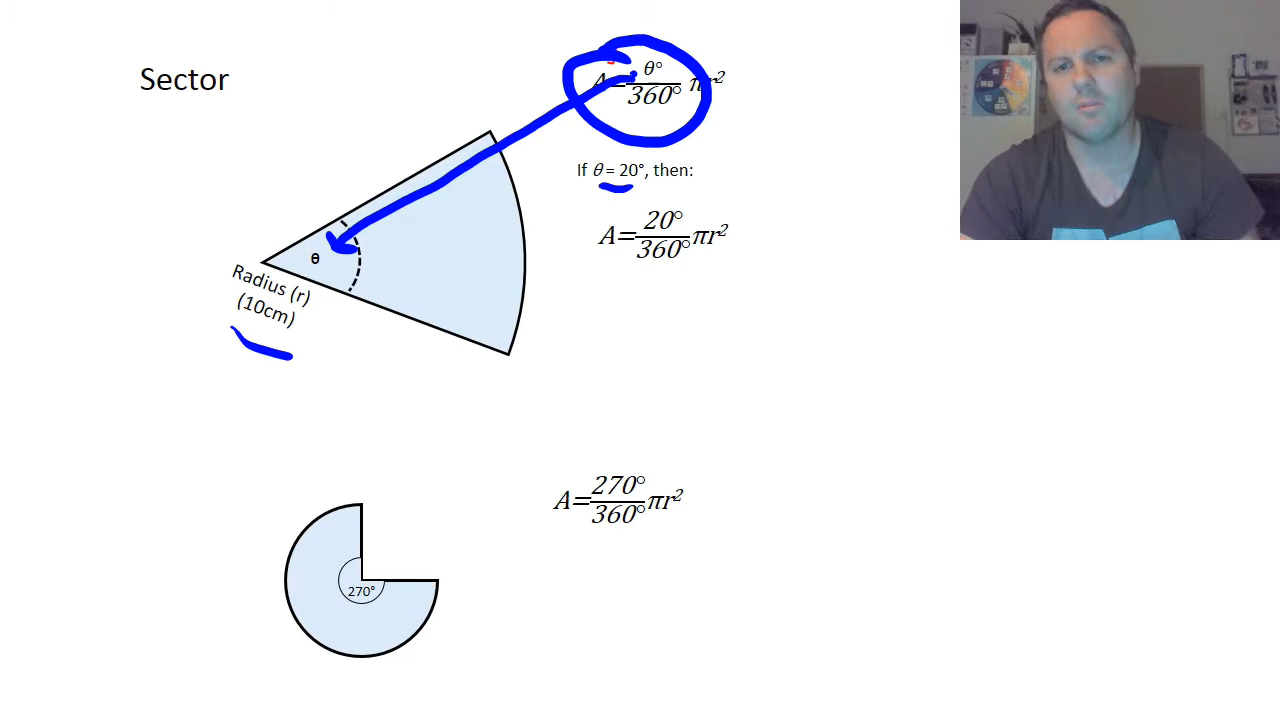 Sector
A=θ°/360° πr²
If θ = 20°, then:
A=20°/360° πr²
θ
Radius (r)
(10cm)
A=270°/360° πr²
270°